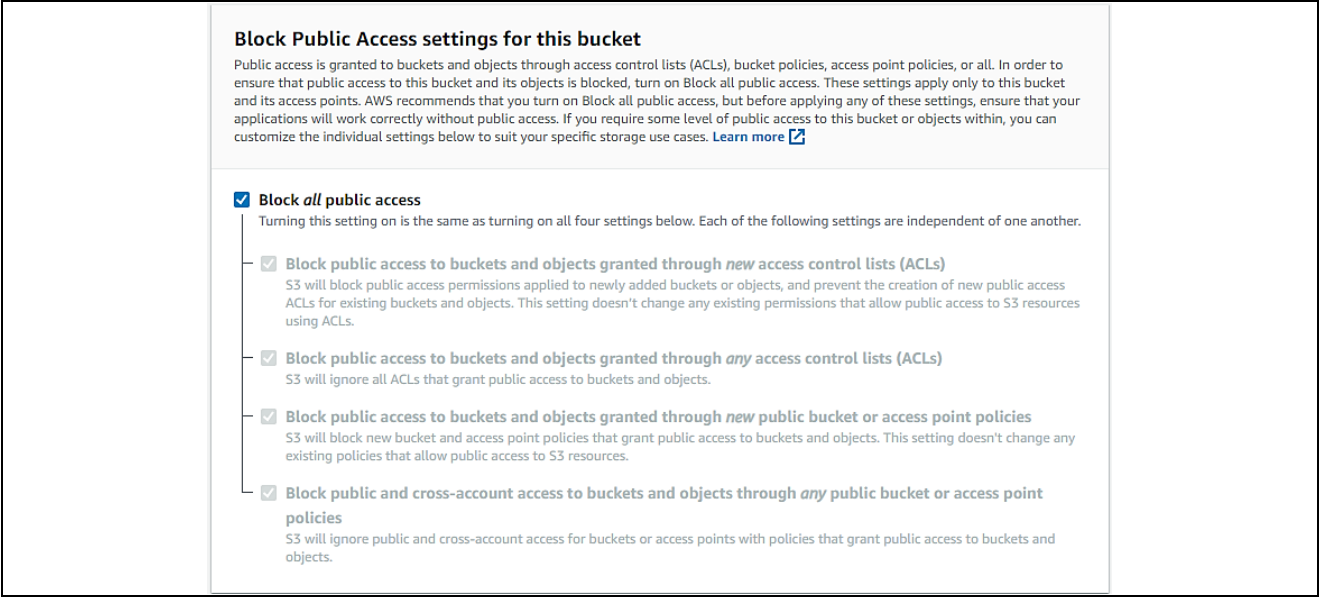 Block Public Access settings for this bucket
Public access is granted to buckets and objects through access control lists (ACLs), bucket policies, access point policies, or all. In order to
ensure that public access to this bucket and its objects is blocked, turn on Block all public access. These settings apply only to this bucket
and its access points. AWS recommends that you turn on Block all public access, but before applying any of these settings, ensure that your
applications will work correctly without public access. If you require some level of public access to this bucket or objects within, you can
customize the individual settings below to suit your specific storage use cases. Learn more
Block all public access
Turning this setting on is the same as turning on all four settings below. Each of the following settings are independent of one another.
Block public access to buckets and objects granted through new access control lists (ACLs)
S3 will block public access permissions applied to newly added buckets or objects, and prevent the creation of new public access
ACLs for existing buckets and objects. This setting doesn't change any existing permissions that allow public access to S3 resources
using ACLs.
Block public access to buckets and objects granted through any access control lists (ACLs)
S3 will ignore all ACLs that grant public access to buckets and objects.
Block public access to buckets and objects granted through new public bucket or access point policies
S3 will block new bucket and access point policies that grant public access to buckets and objects. This setting doesn't change any
existing policies that allow public access to S3 resources.
Block public and cross-account access to buckets and objects through any public bucket or access point
policies
S3 will ignore public and cross-account access for buckets or access points with policies that grant public access to buckets and
objects.